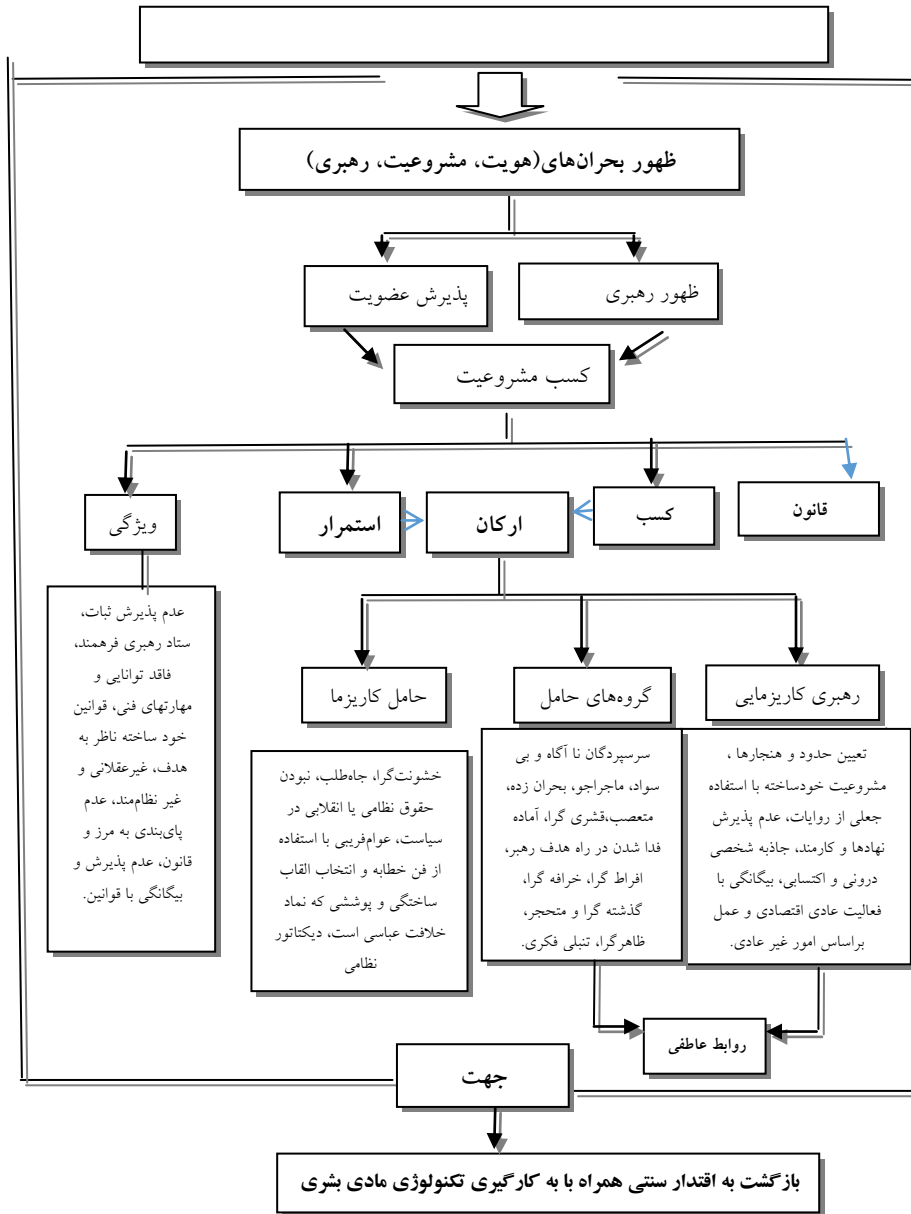 ظهور بحران‌های(هویت، مشروعیت، رهبری)
ظهور رهبری
پذیرش عضویت
کسب مشروعیت
قانون
کسب
ارکان
استمرار
ویژگی
رهبری کاریزمایی
گروه‌های حامل
حامل کاریزما
تعیین حدود و هنجارها ،
مشروعیت خودساخته با استفاده
جعلی از روایات، عدم پذیرش
نهادها و کارمند، جاذبه شخصی
درونی و اکتسابی، بیگانگی با
فعالیت عادی اقتصادی و عمل
براساس امور غیر عادی.
سرسپردگان نا آگاه و بی
سواد، ماجراجو، بحران زده،
متعصب،قشری گرا، آماده
فدا شدن در راه هدف رهبر،
افراط گرا، خرافه گرا،
گذشته گرا و متحجر،
ظاهرگرا، تنبلی فکری.
خشونت‌گرا، جاه‌طلب، نبودن
حقوق نظامی یا انقلابی در
سیاست، عوام‌فریبی با استفاده
از فن خطابه و انتخاب القاب
ساختگی و پوششی که نماد
خلافت عباسی است، دیکتاتور
نظامی
عدم پذیرش ثبات،
ستاد رهبری فرهمند،
فاقد توانایی و
مهارتهای فنی، قوانین
خود ساخته ناظر به
هدف، غیرعقلانی و
غیر نظام‌مند، عدم
پای‌بندی به مرز و
قانون، عدم پذیرش و
بیگانگی با قوانین.
روابط عاطفی
جهت
بازگشت به اقتدار سنتی همراه با به کارگیری تکنولوژی مادی بشری